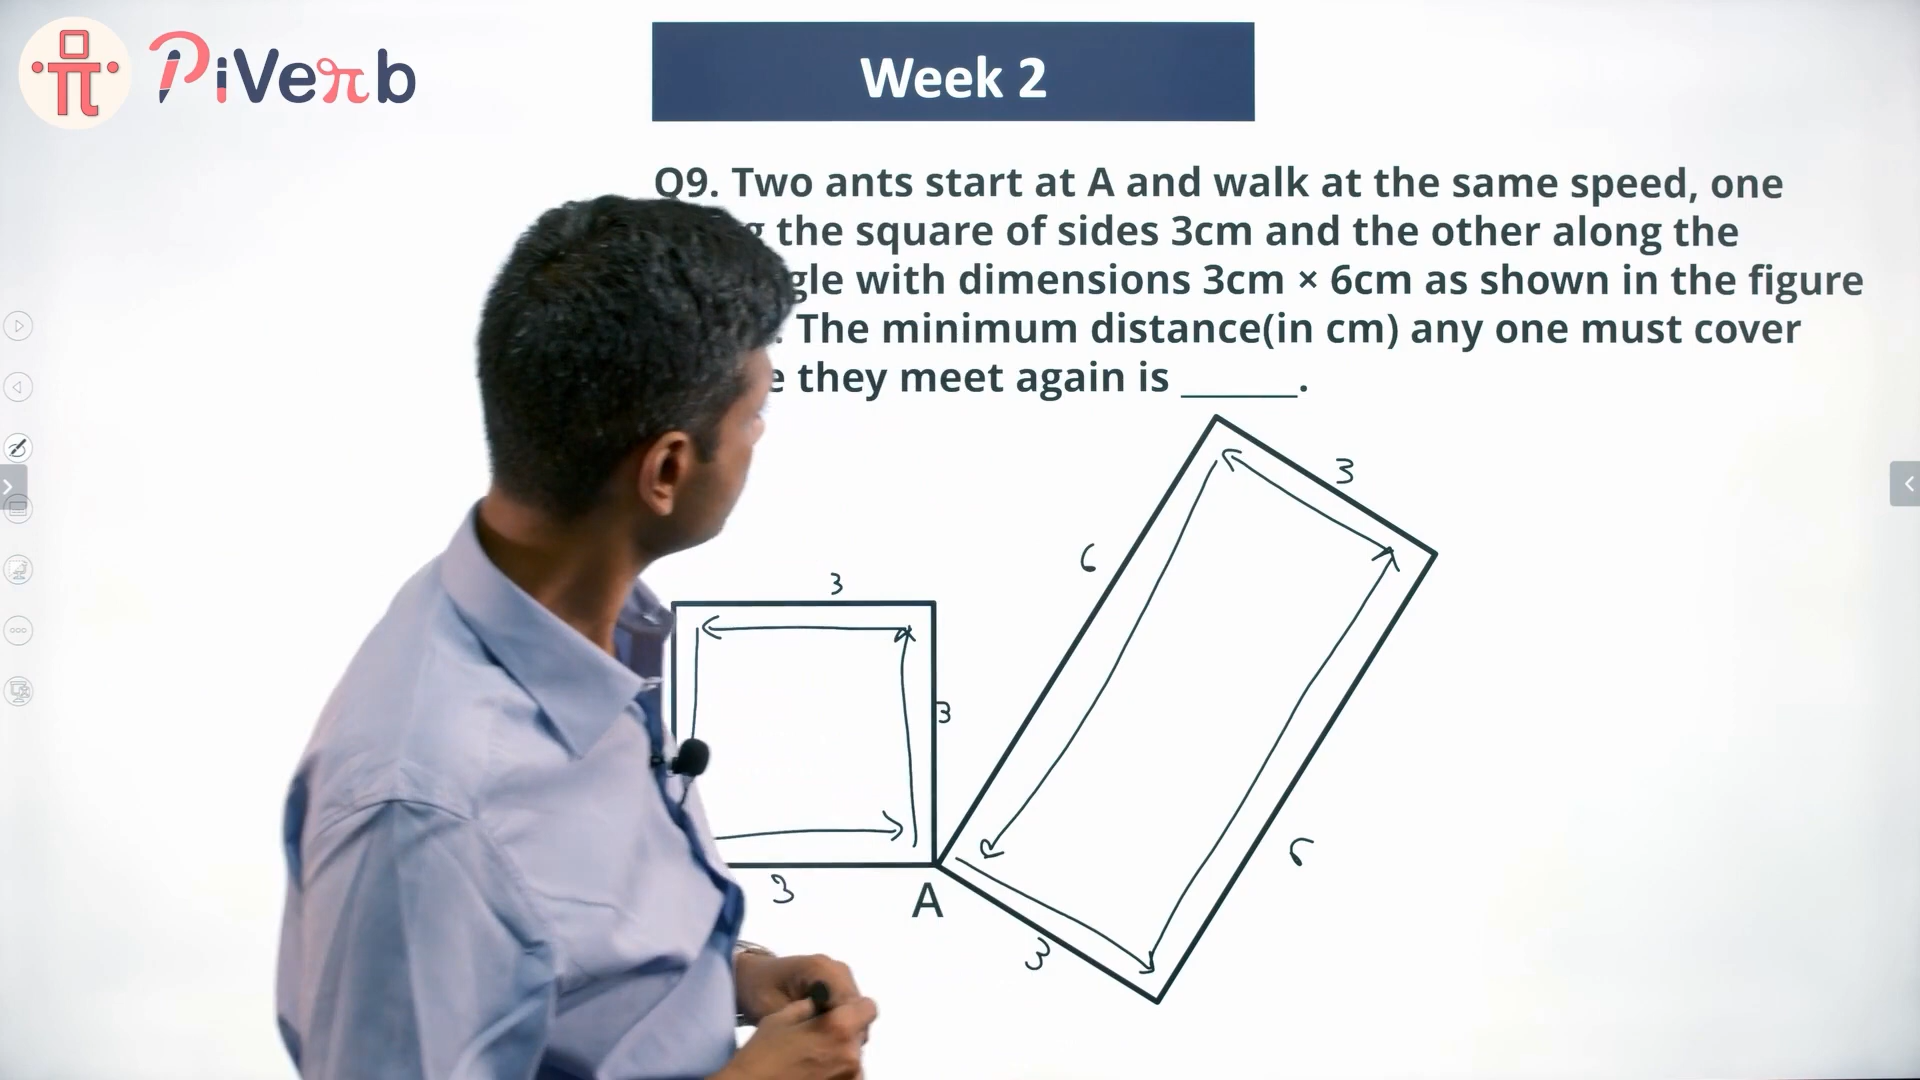 PiVerπb
Week 2
Q9. Two ants start at A and walk at the same speed, one
the square of sides 3cm and the other along the
with dimensions 3cm × 6cm as shown in the figure
The minimum distance(in cm) any one must cover
they meet again is ______.
3
6
3
3
6
3
A
3